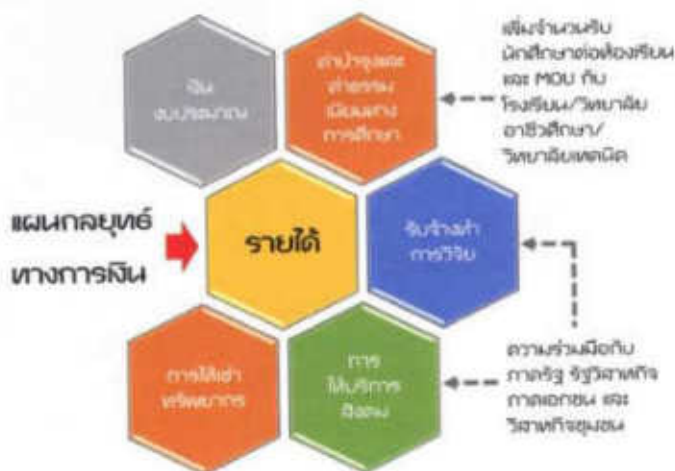 เงิน
งบประมาณ
ค่าบำรุงและ
ค่าธรรม
เนียมทาง
การศึกษา
เพิ่มจำนวนรับ
นักศึกษาต่อห้องเรียน
และ MOU กับ
โรงเรียน/วิทยาลัย
อาชีวศึกษา/
วิทยาลัยเทคนิค
แผนกลยุทธ์
ทางการเงิน
รายได้
รับจ้างทำ
การวิจัย
การให้เช่า
ทรัพยากร
การ
ให้บริการ
สังคม
ความร่วมมือกับ
ภาครัฐ รัฐวิสาหกิจ
ภาคเอกชน และ
วิสาหกิจชุมชน